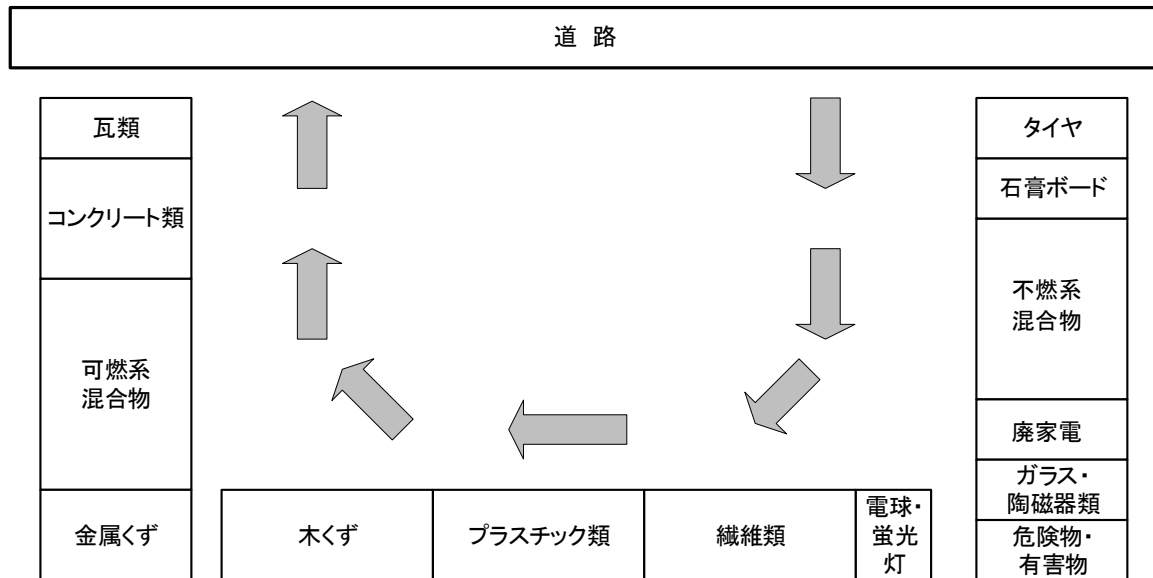 道 路
瓦類
コンクリート類
可燃系
混合物
金属くず
木くず
プラスチック類
繊維類
電球・
蛍光
灯
タイヤ
石膏ボード
不燃系
混合物
廃家電
ガラス・
陶磁器類
危険物・
有害物